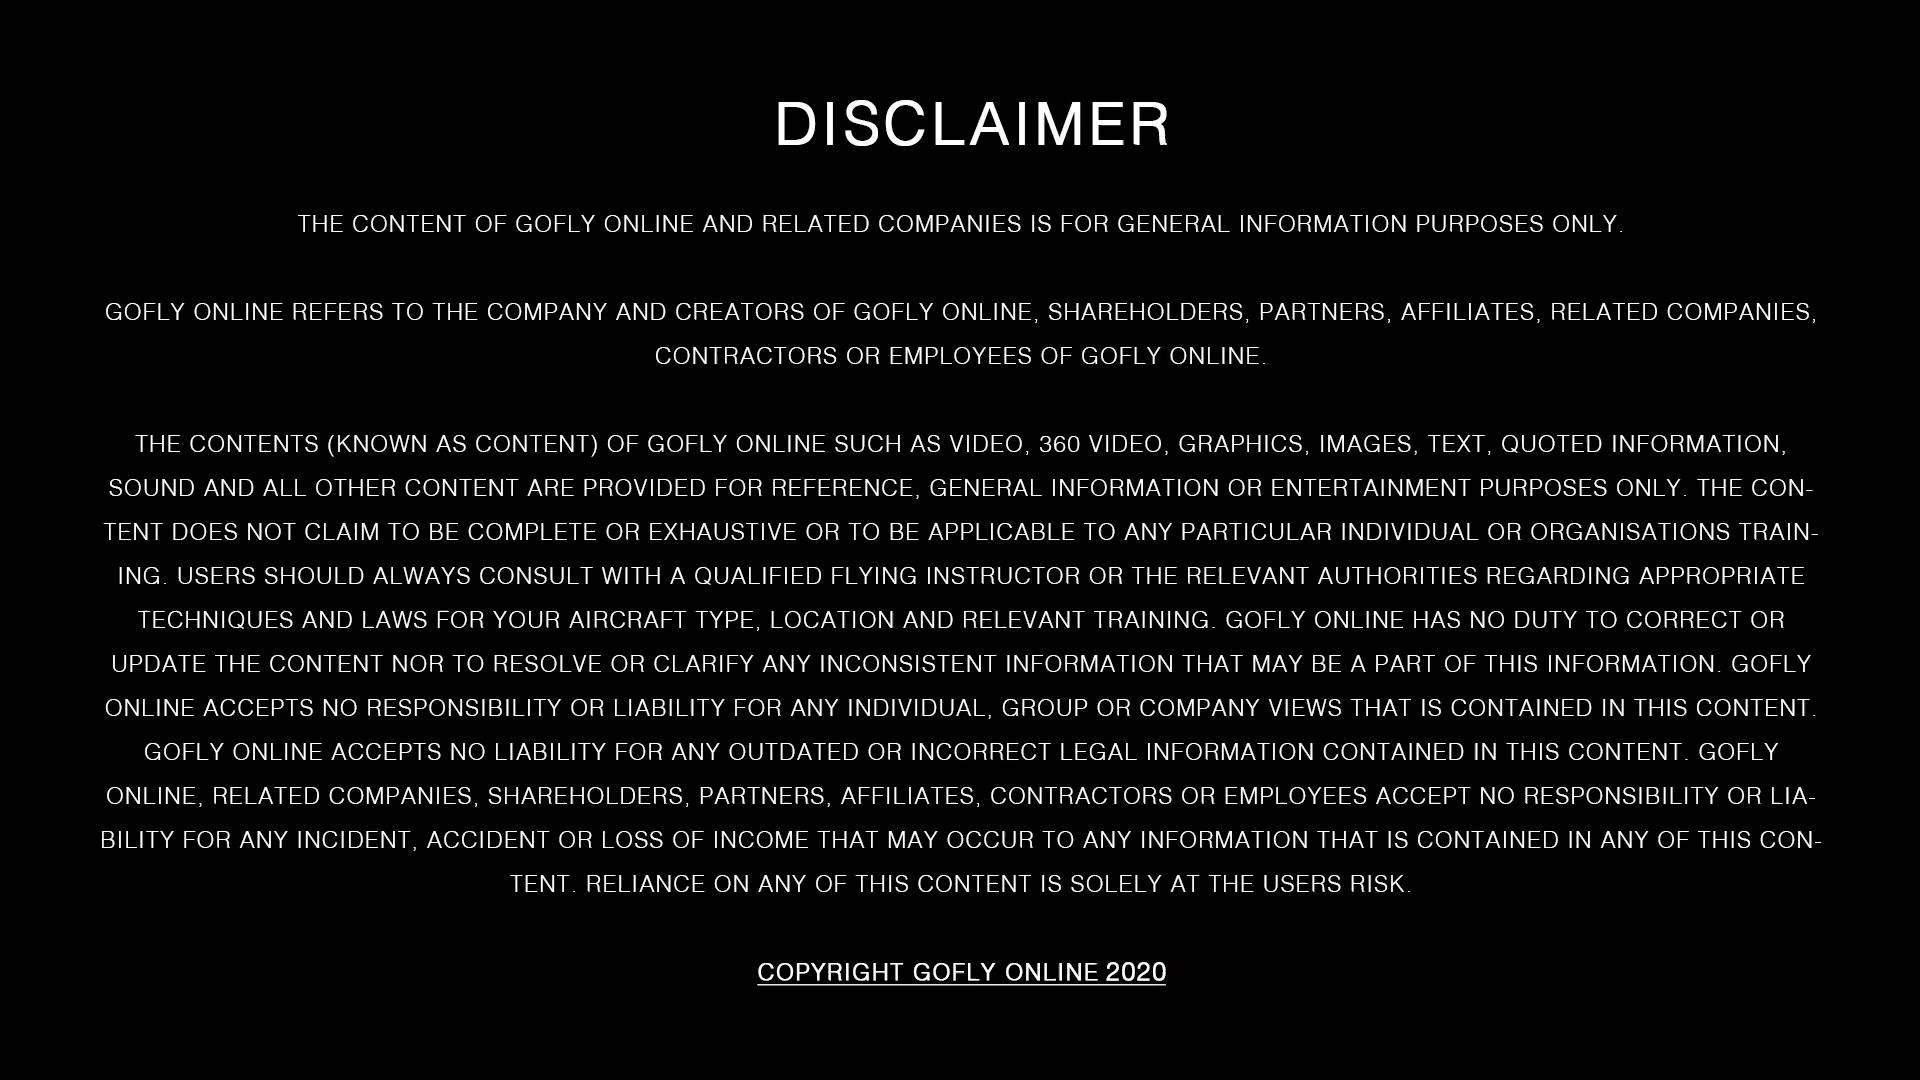 DISCLAIMER
THE CONTENT OF GOFLY ONLINE AND RELATED COMPANIES IS FOR GENERAL INFORMATION PURPOSES ONLY.
GOFLY ONLINE REFERS TO THE COMPANY AND CREATORS OF GOFLY ONLINE, SHAREHOLDERS, PARTNERS, AFFILIATES, RELATED COMPANIES,
CONTRACTORS OR EMPLOYEES OF GOFLY ONLINE.
THE CONTENTS (KNOWN AS CONTENT) OF GOFLY ONLINE SUCH AS VIDEO, 360 VIDEO, GRAPHICS, IMAGES, TEXT, QUOTED INFORMATION,
SOUND AND ALL OTHER CONTENT ARE PROVIDED FOR REFERENCE, GENERAL INFORMATION OR ENTERTAINMENT PURPOSES ONLY. THE CON-
TENT DOES NOT CLAIM TO BE COMPLETE OR EXHAUSTIVE OR TO BE APPLICABLE TO ANY PARTICULAR INDIVIDUAL OR ORGANISATIONS TRAIN-
ING. USERS SHOULD ALWAYS CONSULT WITH A QUALIFIED FLYING INSTRUCTOR OR THE RELEVANT AUTHORITIES REGARDING APPROPRIATE
TECHNIQUES AND LAWS FOR YOUR AIRCRAFT TYPE, LOCATION AND RELEVANT TRAINING. GOFLY ONLINE HAS NO DUTY TO CORRECT OR
UPDATE THE CONTENT NOR TO RESOLVE OR CLARIFY ANY INCONSISTENT INFORMATION THAT MAY BE A PART OF THIS INFORMATION. GOFLY
ONLINE ACCEPTS NO RESPONSIBILITY OR LIABILITY FOR ANY INDIVIDUAL, GROUP OR COMPANY VIEWS THAT IS CONTAINED IN THIS CONTENT.
GOFLY ONLINE ACCEPTS NO LIABILITY FOR ANY OUTDATED OR INCORRECT LEGAL INFORMATION CONTAINED IN THIS CONTENT. GOFLY
ONLINE, RELATED COMPANIES, SHAREHOLDERS, PARTNERS, AFFILIATES, CONTRACTORS OR EMPLOYEES ACCEPT NO RESPONSIBILITY OR LIA-
BILITY FOR ANY INCIDENT, ACCIDENT OR LOSS OF INCOME THAT MAY OCCUR TO ANY INFORMATION THAT IS CONTAINED IN ANY OF THIS CON-
TENT. RELIANCE ON ANY OF THIS CONTENT IS SOLELY AT THE USERS RISK.
COPYRIGHT GOFLY ONLINE 2020